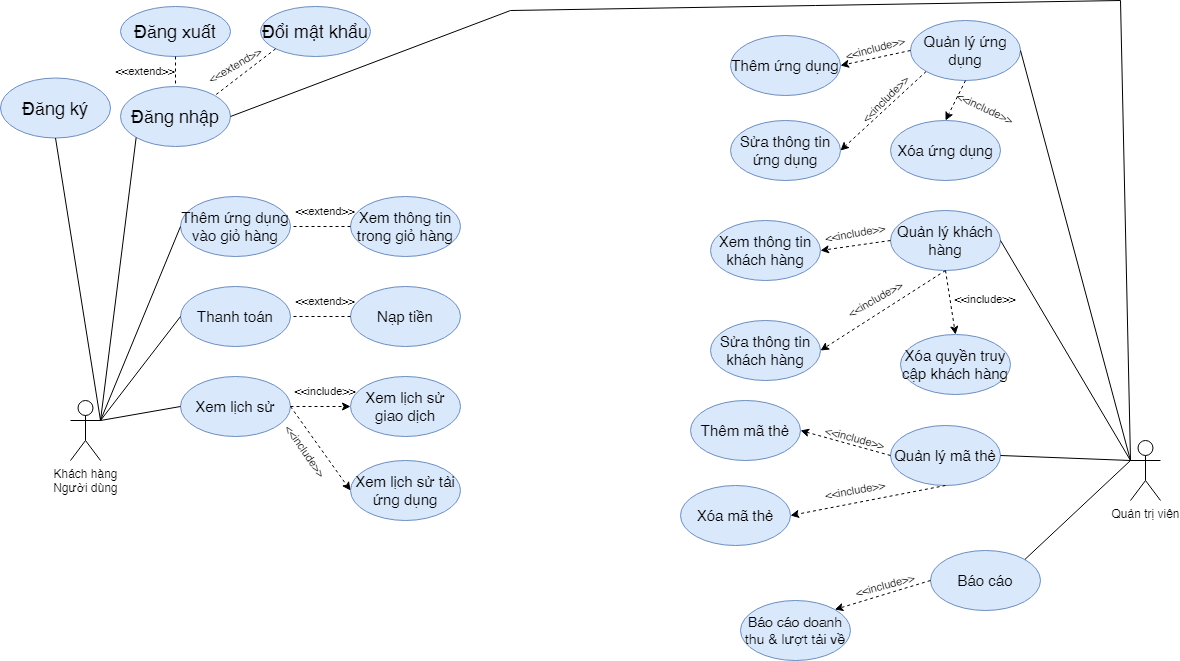 Đăng xuất
Đổi mật khẩu
<<extend>>
<<extend>>
Đăng ký
Đăng nhập
Thêm ứng dụng
vào giỏ hàng
<<extend>>
Xem thông tin
trong giỏ hàng
Thanh toán
<<extend>>
Nạp tiền
Xem lịch sử
<<include>>
Xem lịch sử
giao dịch
<<include>>
Xem lịch sử tải
ứng dụng
Khách hàng
Người dùng
Quản lý ứng
dụng
<<include>>
Thêm ứng dụng
<<include>>
<<include>>
Sửa thông tin
ứng dụng
Xóa ứng dụng
Quản lý khách
hàng
<<include>>
Xem thông tin
khách hàng
<<include>>
<<include>>
Sửa thông tin
khách hàng
Xóa quyền truy
cập khách hàng
Thêm mã thẻ
<<include>>
Quản lý mã thẻ
<<include>>
Xóa mã thẻ
Quản trị viên
Báo cáo
<<include>>
Báo cáo doanh
thu & lượt tải về